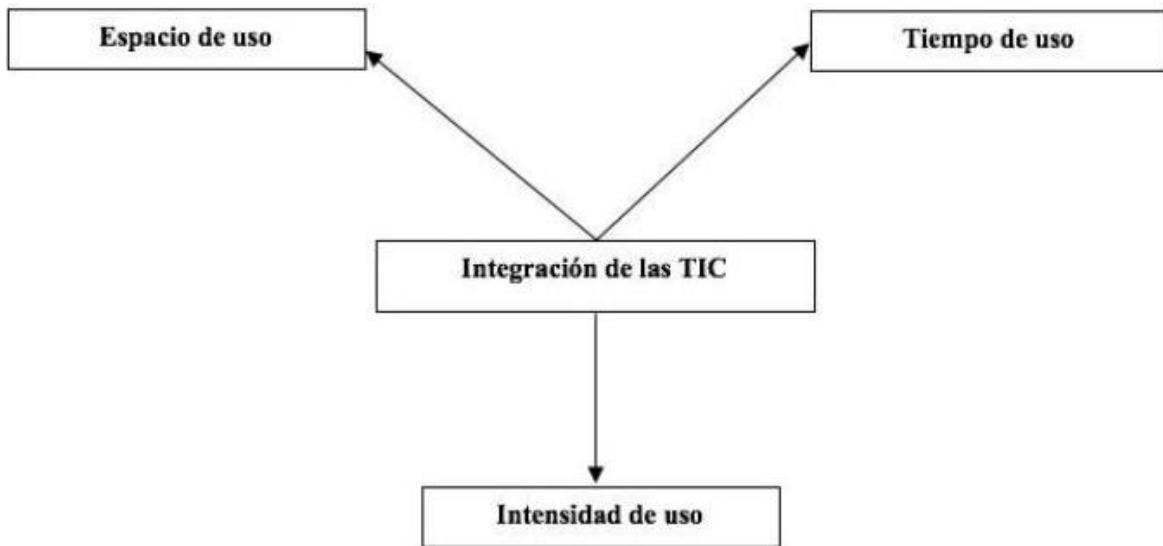 Espacio de uso
Tiempo de uso
Integración de las TIC
Intensidad de uso